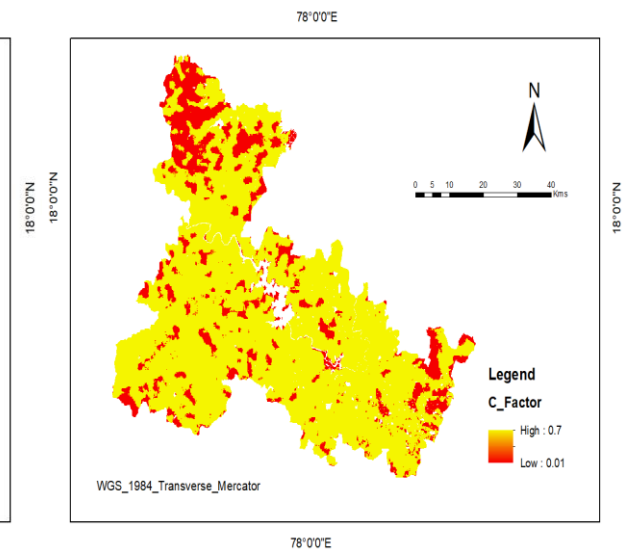 78°0'0"E
18°0'0"N
18°0'0"N
18°0'0"N
N
0 5 10 20 30 40
Kms
Legend
C_Factor
High : 0.7
Low : 0.01
WGS_1984_Transverse_Mercator
78°0'0"E